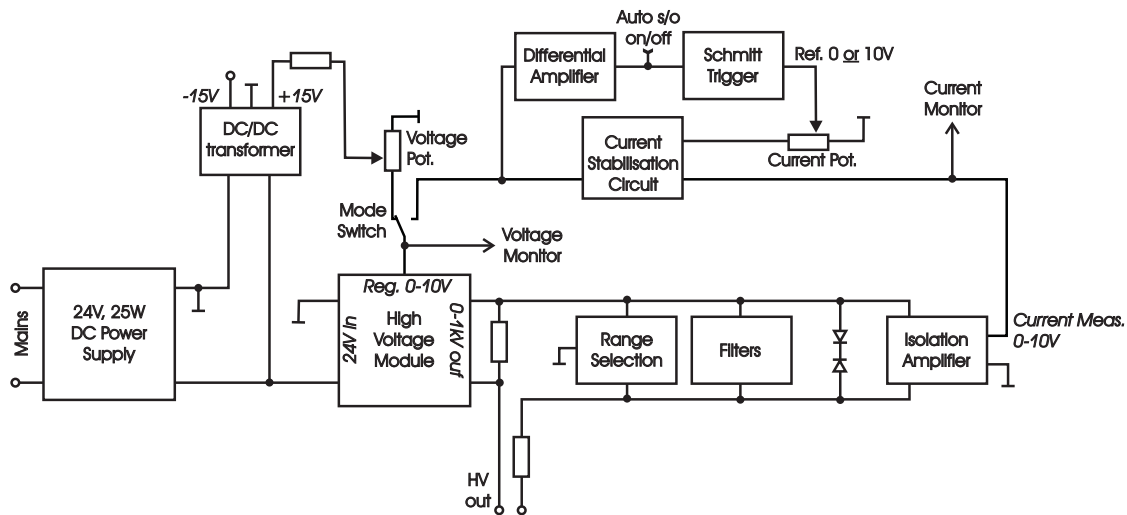 Auto s/o
on/off
Differential
Amplifier
Schmitt
Trigger
Ref. 0 or 10V
-15V
+15V
Current
Monitor
DC/DC
transformer
Voltage
Pot.
Current
Stabilisation
Circuit
Current Pot.
Mode
Switch
Voltage
Monitor
Mains
24V, 25W
DC Power
Supply
Reg. 0-10V
24V In
High
Voltage
Module
0-1kV out
Range
Selection
Filters
Isolation
Amplifier
Current Meas.
0-10V
HV
out